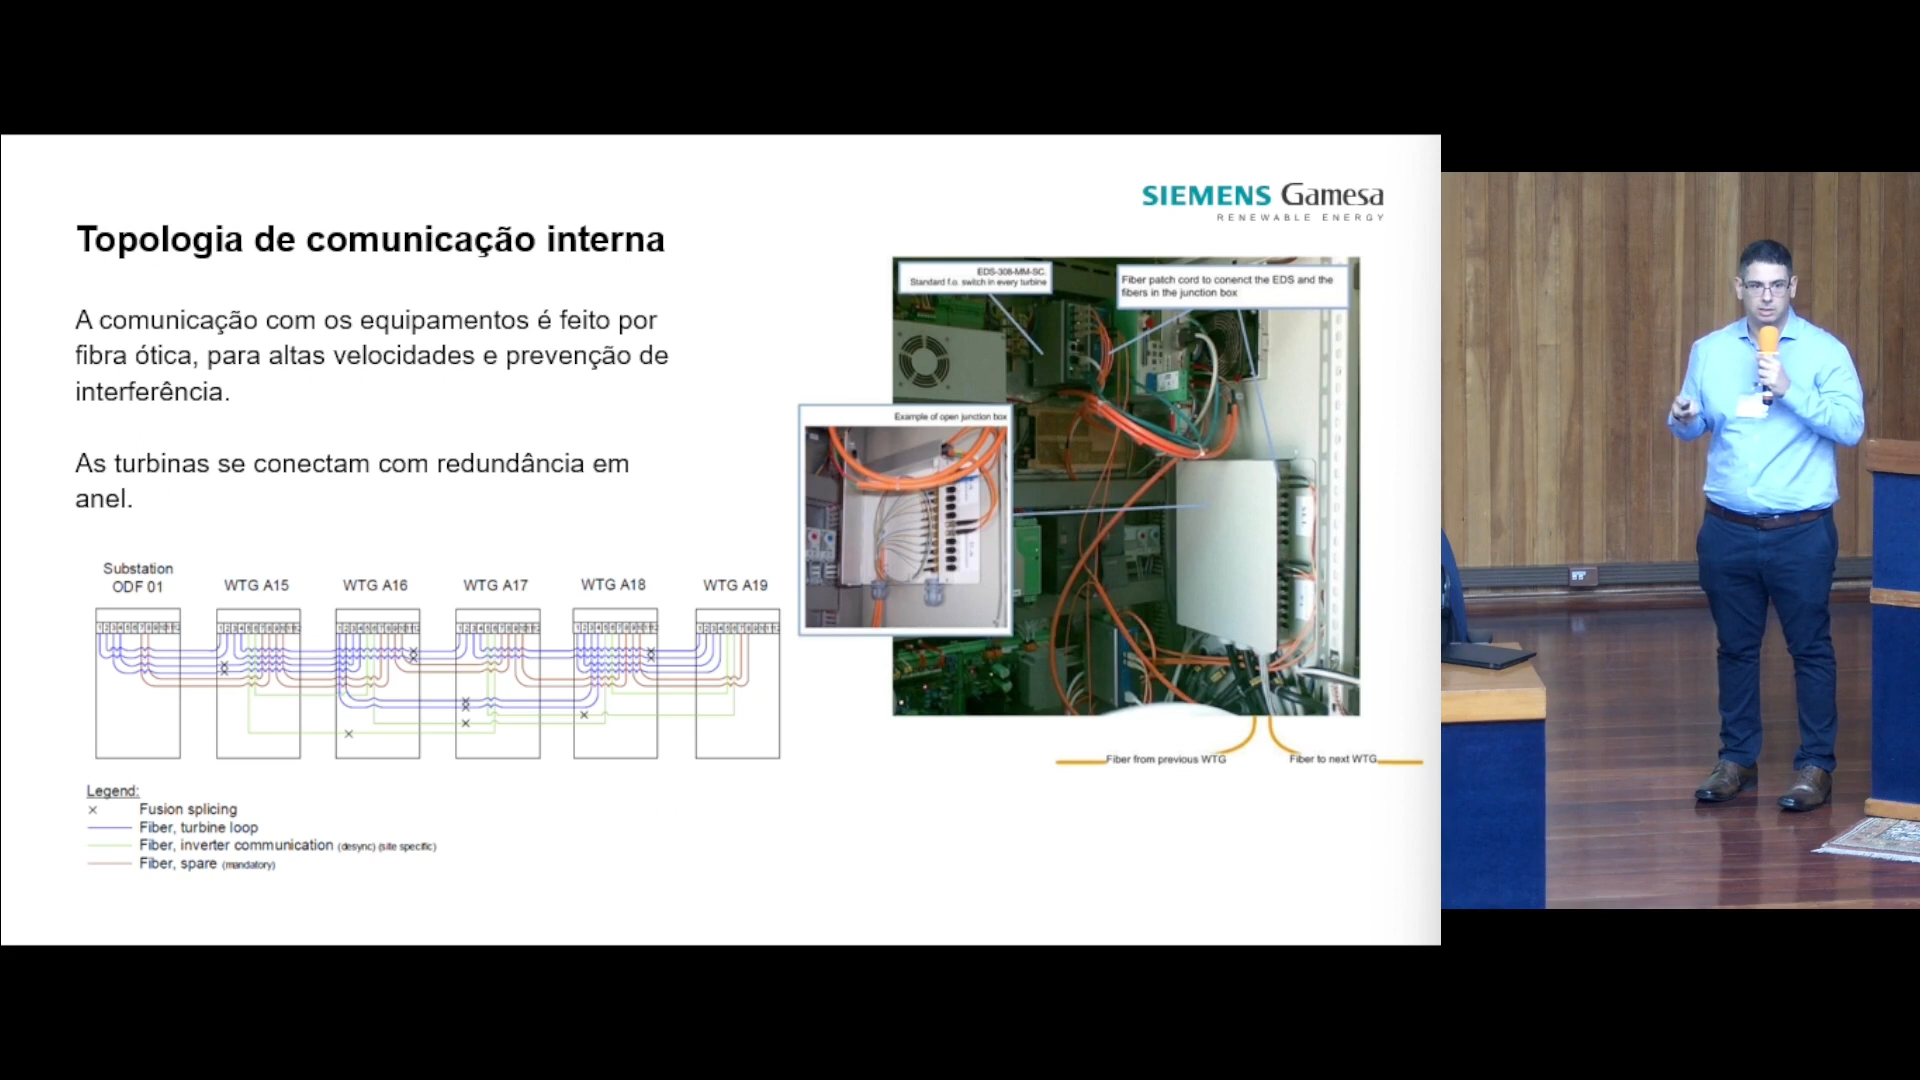 SIEMENS Gamesa
RENEWABLE ENERGY
Topologia de comunicação interna
A comunicação com os equipamentos é feito por
fibra ótica, para altas velocidades e prevenção de
interferência.
As turbinas se conectam com redundância em
anel.
EDS-308-MM-SC.
Standard f.o. switch in every turbine
Fiber patch cord to conenct the EDS and the
fibers in the junction box
Example of open junction box
Fiber from previous WTG
Fiber to next WTG
Substation
ODF 01
WTG A15
WTG A16
WTG A17
WTG A18
WTG A19
Legend:
× Fusion splicing
Fiber, turbine loop
Fiber, inverter communication (desync) (site specific)
Fiber, spare (mandatory)